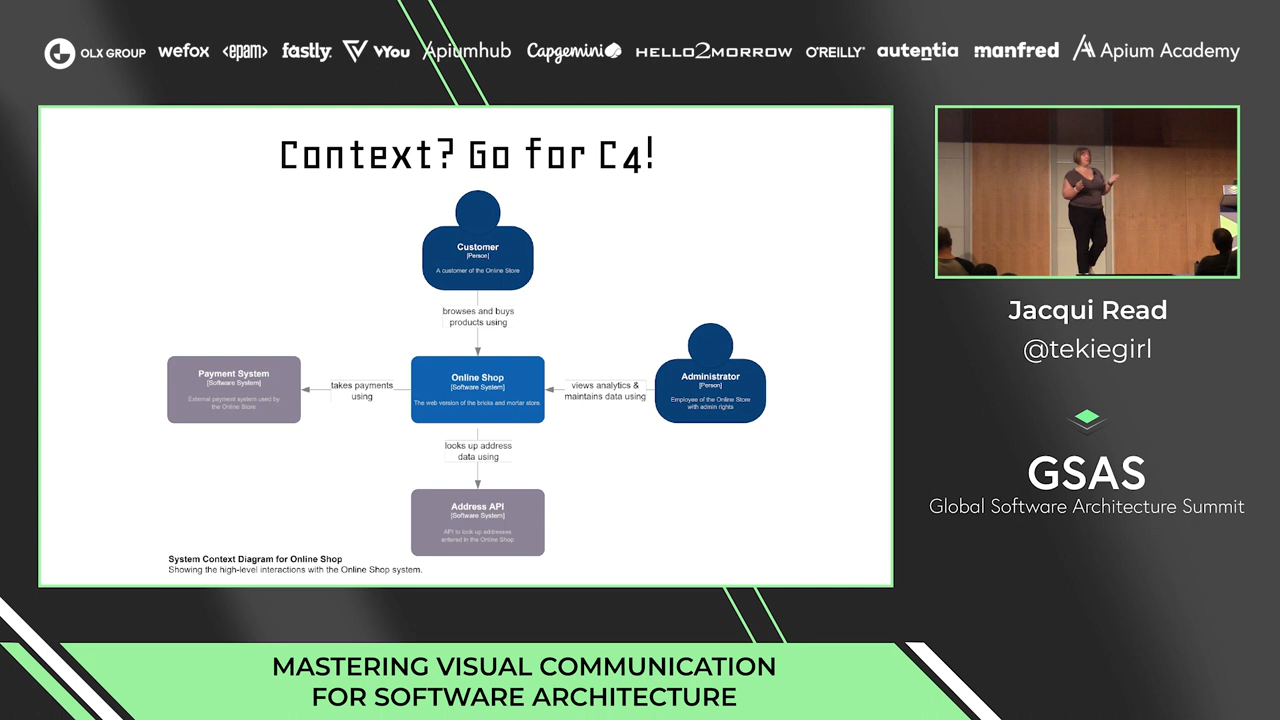 OLX GROUP wefox <epam> fastly. VYou Apiumhub Capgemini HELLO2MORROW O'REILLY® autentia manfred Apium Academy
Context? Go for C4!
Customer
[Person]
A customer of the Online Store
browses and buys
products using
Payment System
[Software System]
External payment system used by
the Online Store
takes payments
using
Online Shop
[Software System]
The web version of the bricks and mortar store.
views analytics &
maintains data using
Administrator
[Person]
Employee of the Online Store
with admin rights
looks up address
data using
Address API
[Software System]
API to look up addresses
entered in the Online Shop
System Context Diagram for Online Shop
Showing the high-level interactions with the Online Shop system.
Jacqui Read
@tekiegirl
GSAS
Global Software Architecture Summit
MASTERING VISUAL COMMUNICATION
FOR SOFTWARE ARCHITECTURE